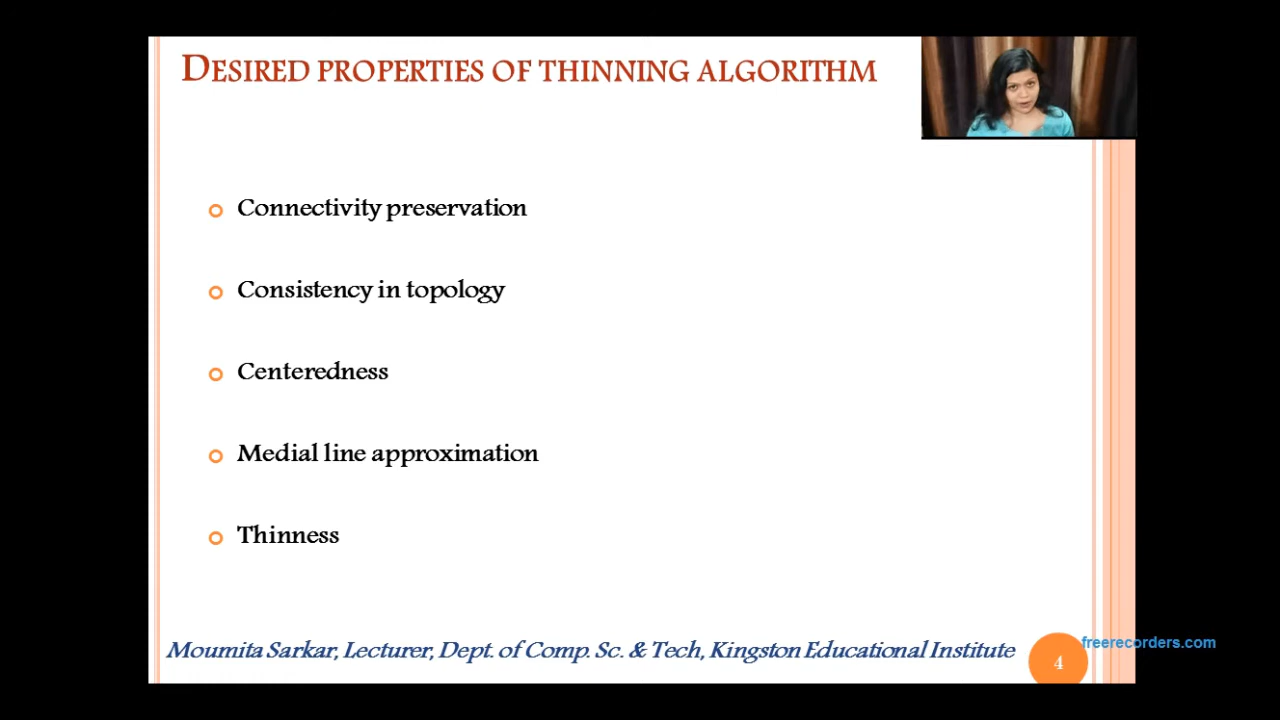 DESIRED PROPERTIES OF THINNING ALGORITHM
Connectivity preservation
Consistency in topology
Centeredness
Medial line approximation
Thinness
Moumita Sarkar, Lecturer, Dept. of Comp. Sc. & Tech, Kingston Educational Institute
4
freerecorders.com